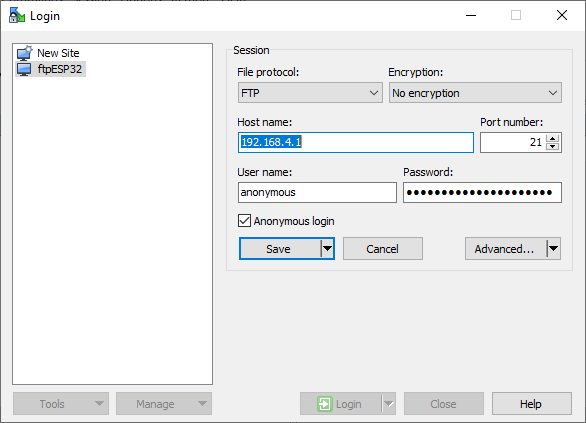 Login
New Site
ftpESP32
Session
File protocol:
Encryption:
FTP
No encryption
Host name:
Port number:
192.168.4.1
21
User name:
Password:
anonymous
●●●●●●●●●●●●●●●●●●●●●
Anonymous login
Save
Cancel
Advanced...
Tools
Manage
Login
Close
Help